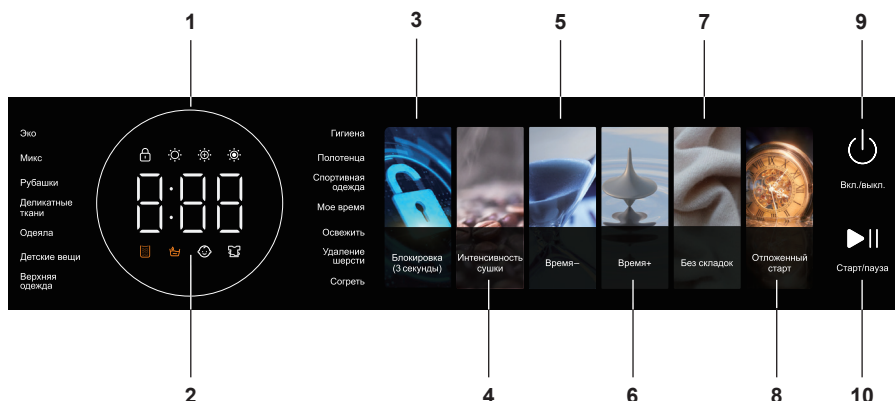 1
3
5
7
9
Эко
Микс
Рубашки
Деликатные
ткани
Одеяла
Детские вещи
Верхняя
одежда
8:88
Гигиена
Полотенца
Спортивная
одежда
Мое время
Освежить
Удаление
шерсти
Согреть
Блокировка
(3 секунды)
Интенсивность
сушки
Время–
Время+
Без складок
Отложенный
старт
Вкл./выкл.
Старт/пауза
2
4
6
8
10